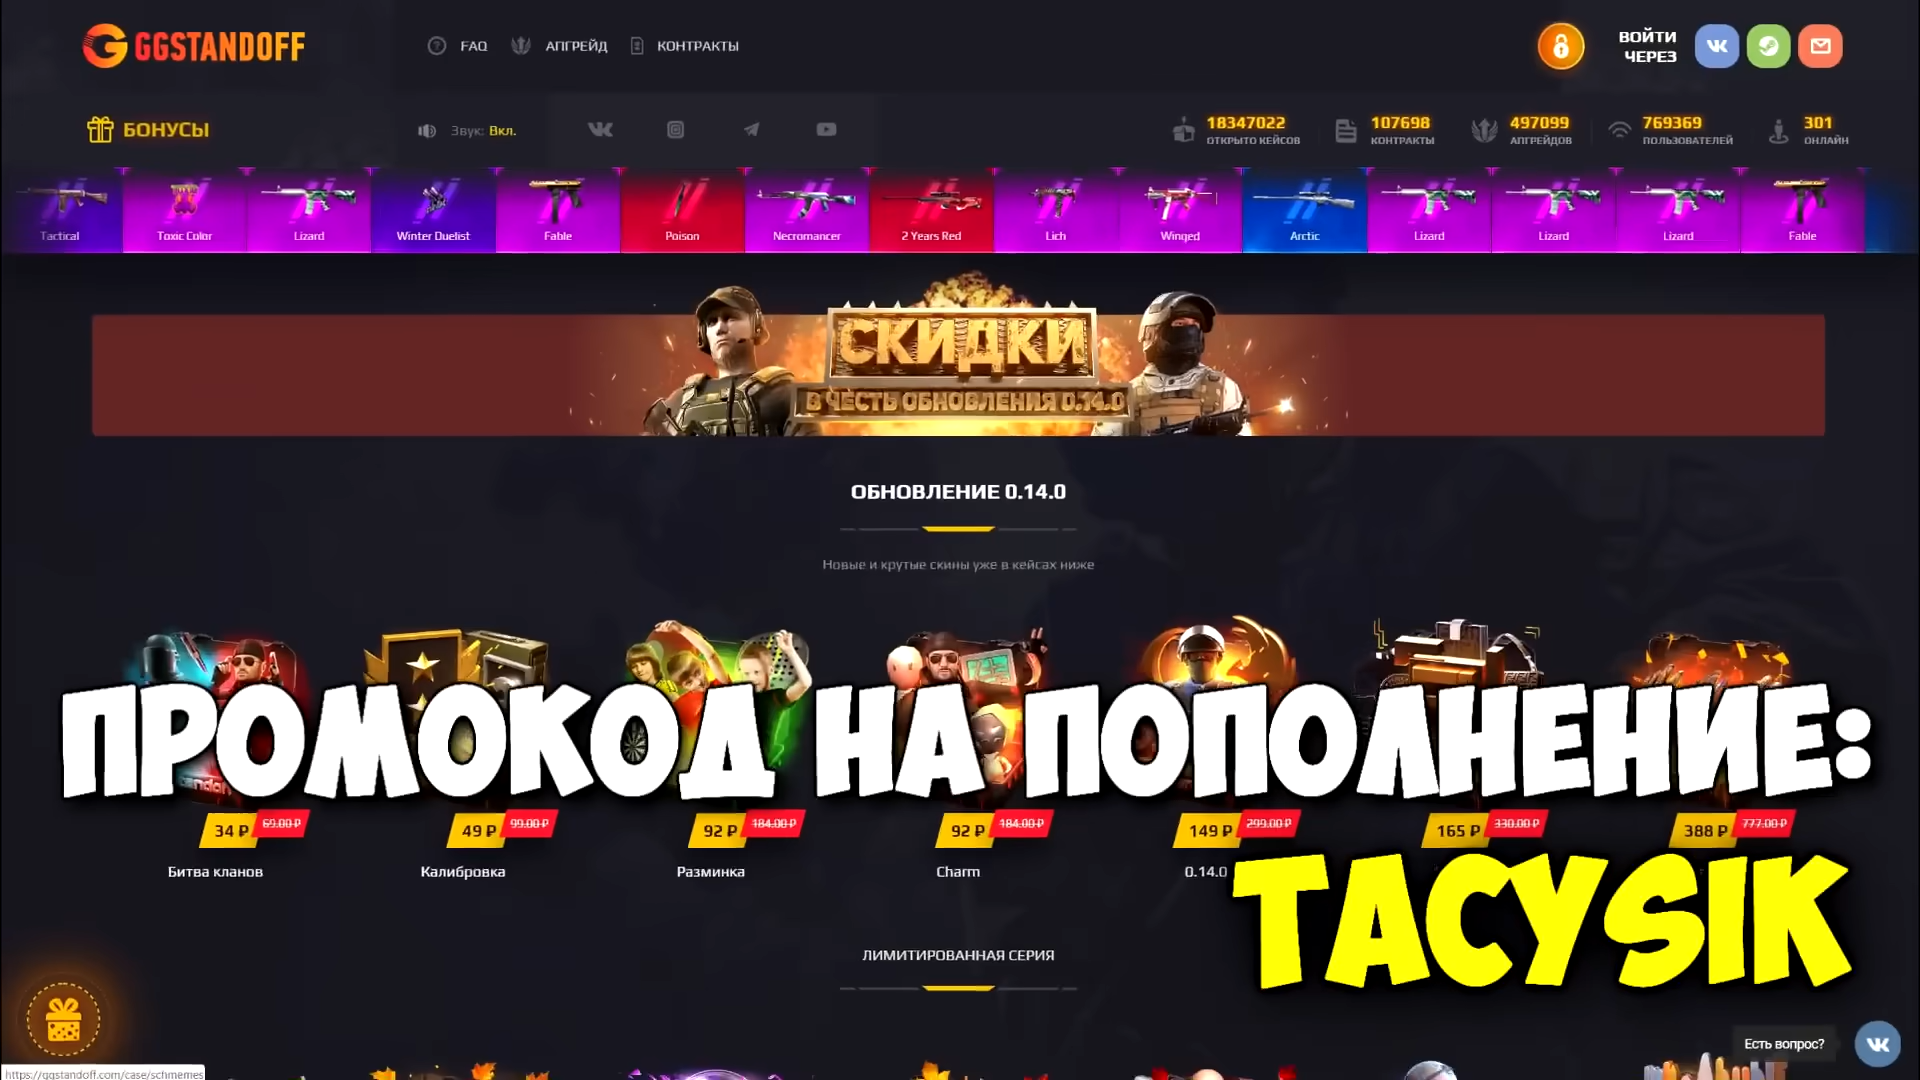 GGSTANDOFF
FAQ
АПГРЕЙД
КОНТРАКТЫ
ВОЙТИ
ЧЕРЕЗ
БОНУСЫ
Звук: Вкл.
18347022
ОТКРЫТО КЕЙСОВ
107698
КОНТРАКТЫ
497099
АПГРЕЙДОВ
769369
ПОЛЬЗОВАТЕЛЕЙ
301
ОНЛАЙН
Tactical
Toxic Color
Lizard
Winter Duelist
Fable
Poison
Necromancer
2 Years Red
Lich
Winged
Arctic
Lizard
Lizard
Lizard
Fable
СКИДКИ
В ЧЕСТЬ ОБНОВЛЕНИЯ 0.14.0
ОБНОВЛЕНИЕ 0.14.0
Новые и крутые скины уже в кейсах ниже
ПРОМОКОД НА ПОПОЛНЕНИЕ:
34 ₽ 69.00 ₽
49 ₽ 99.00 ₽
92 ₽ 184.00 ₽
92 ₽ 184.00 ₽
149 ₽ 299.00 ₽
165 ₽ 330.00 ₽
388 ₽ 777.00 ₽
Битва кланов
Калибровка
Разминка
Charm
0.14.0
TACYSIK
ЛИМИТИРОВАННАЯ СЕРИЯ
Есть вопрос?
https://ggstandoff.com/case/schmemes